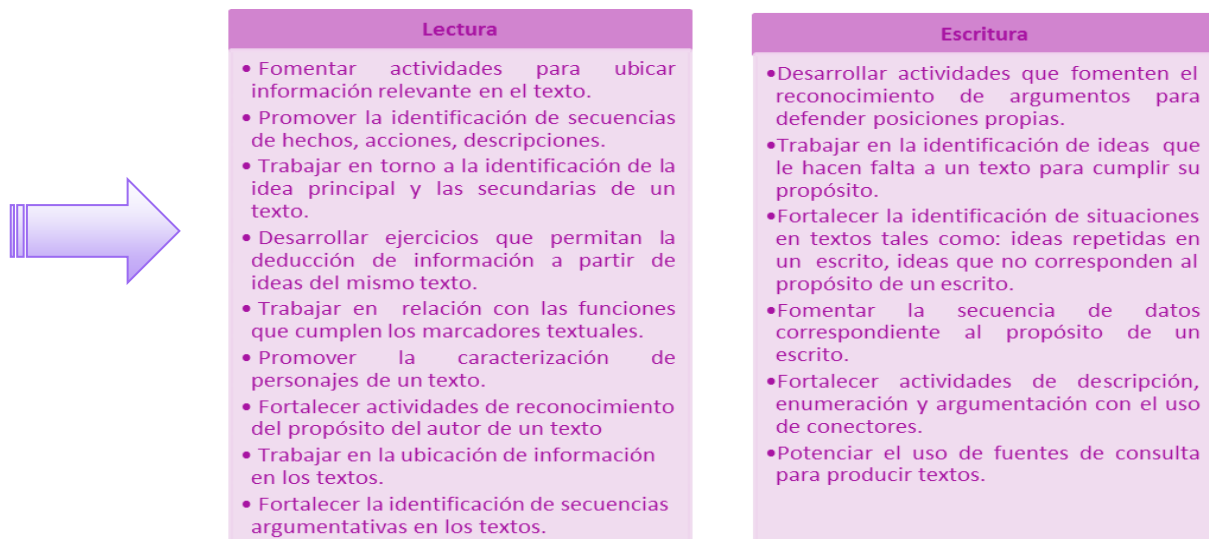 Lectura
• Fomentar actividades para ubicar
información relevante en el texto.
• Promover la identificación de secuencias
de hechos, acciones, descripciones.
• Trabajar en torno a la identificación de la
idea principal y las secundarias de un
texto.
• Desarrollar ejercicios que permitan la
deducción de información a partir de
ideas del mismo texto.
• Trabajar en relación con las funciones
que cumplen los marcadores textuales.
• Promover la caracterización de
personajes de un texto.
• Fortalecer actividades de reconocimiento
del propósito del autor de un texto
• Trabajar en la ubicación de información
en los textos.
• Fortalecer la identificación de secuencias
argumentativas en los textos.
Escritura
•Desarrollar actividades que fomenten el
reconocimiento de argumentos para
defender posiciones propias.
•Trabajar en la identificación de ideas que
le hacen falta a un texto para cumplir su
propósito.
•Fortalecer la identificación de situaciones
en textos tales como: ideas repetidas en
un escrito, ideas que no corresponden al
propósito de un escrito.
•Fomentar la secuencia de datos
correspondiente al propósito de un
escrito.
•Fortalecer actividades de descripción,
enumeración y argumentación con el uso
de conectores.
•Potenciar el uso de fuentes de consulta
para producir textos.